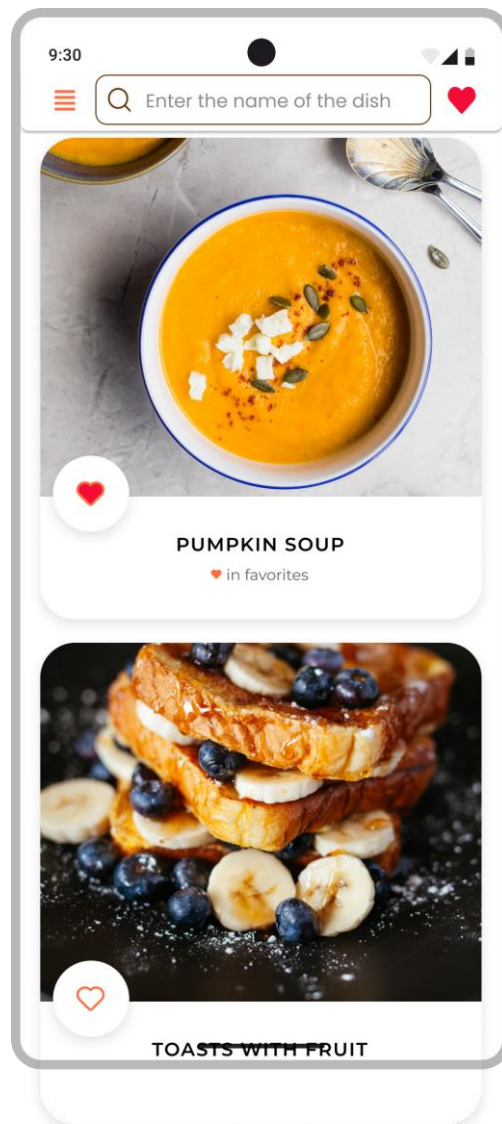 9:30
Enter the name of the dish
PUMPKIN SOUP
in favorites
TOASTS WITH FRUIT